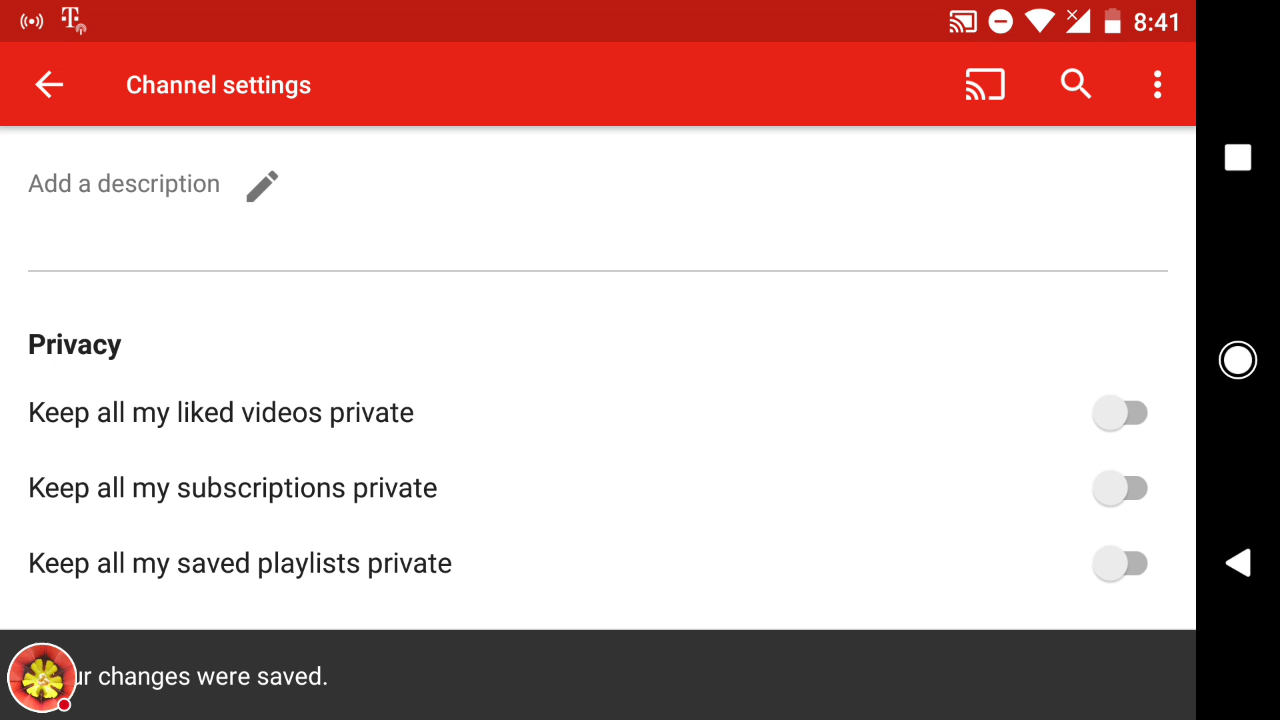 8:41
Channel settings
Add a description
Privacy
Keep all my liked videos private
Keep all my subscriptions private
Keep all my saved playlists private
ur changes were saved.